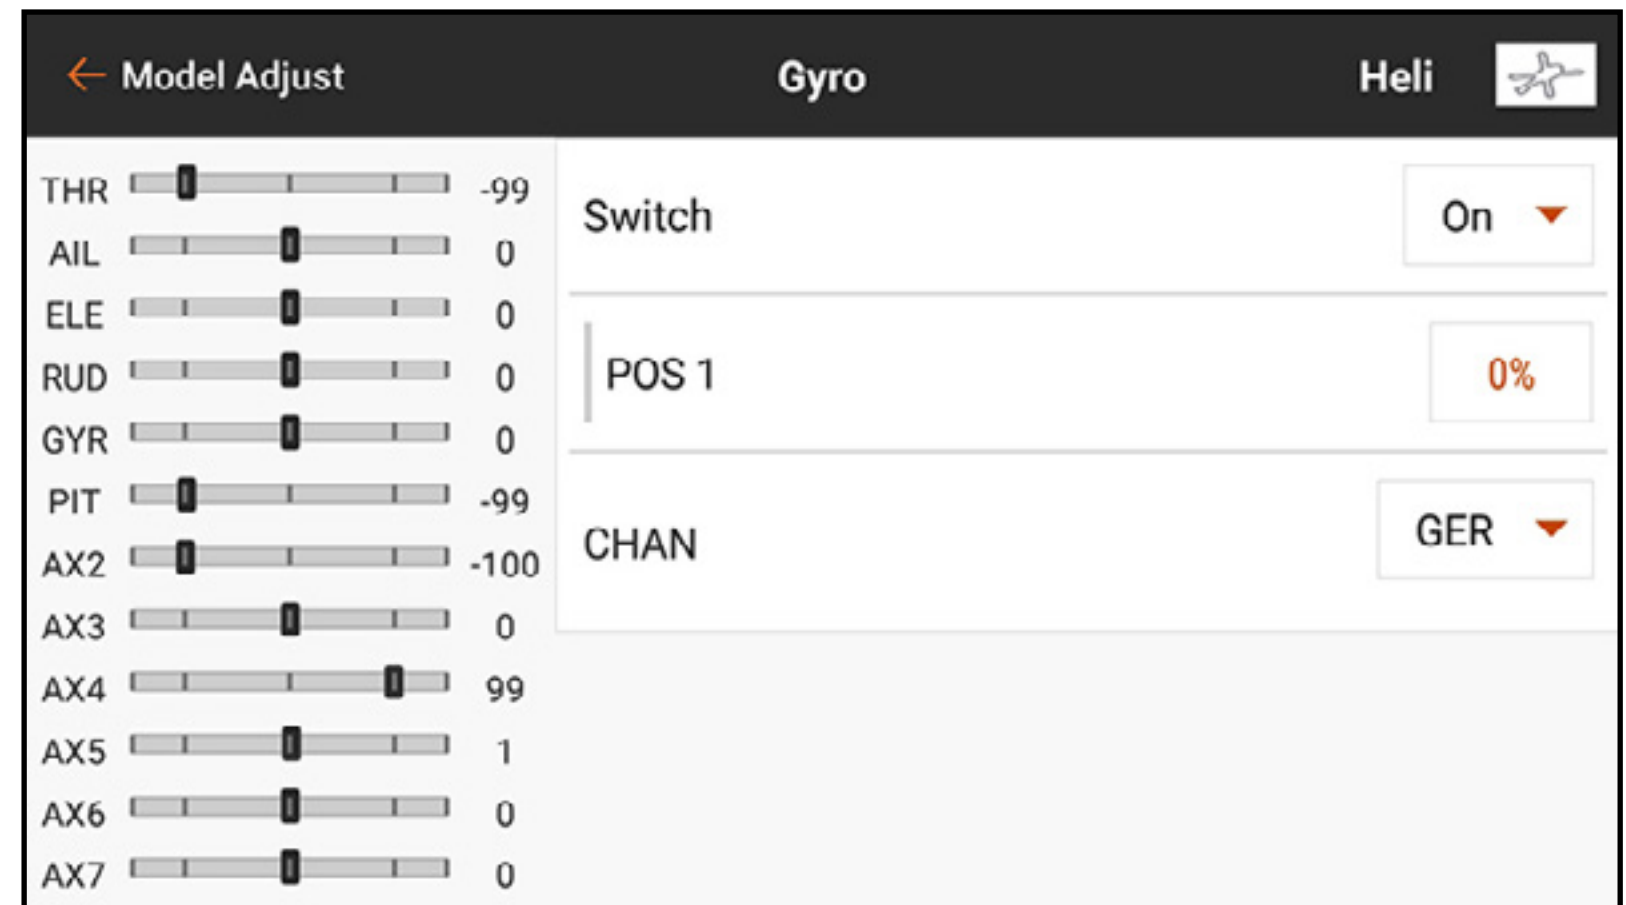 Model Adjust
Gyro
Heli
THR -99
AIL 0
ELE 0
RUD 0
GYR 0
PIT -99
AX2 -100
AX3 0
AX4 99
AX5 1
AX6 0
AX7 0
Switch On
POS 1 0%
CHAN GER